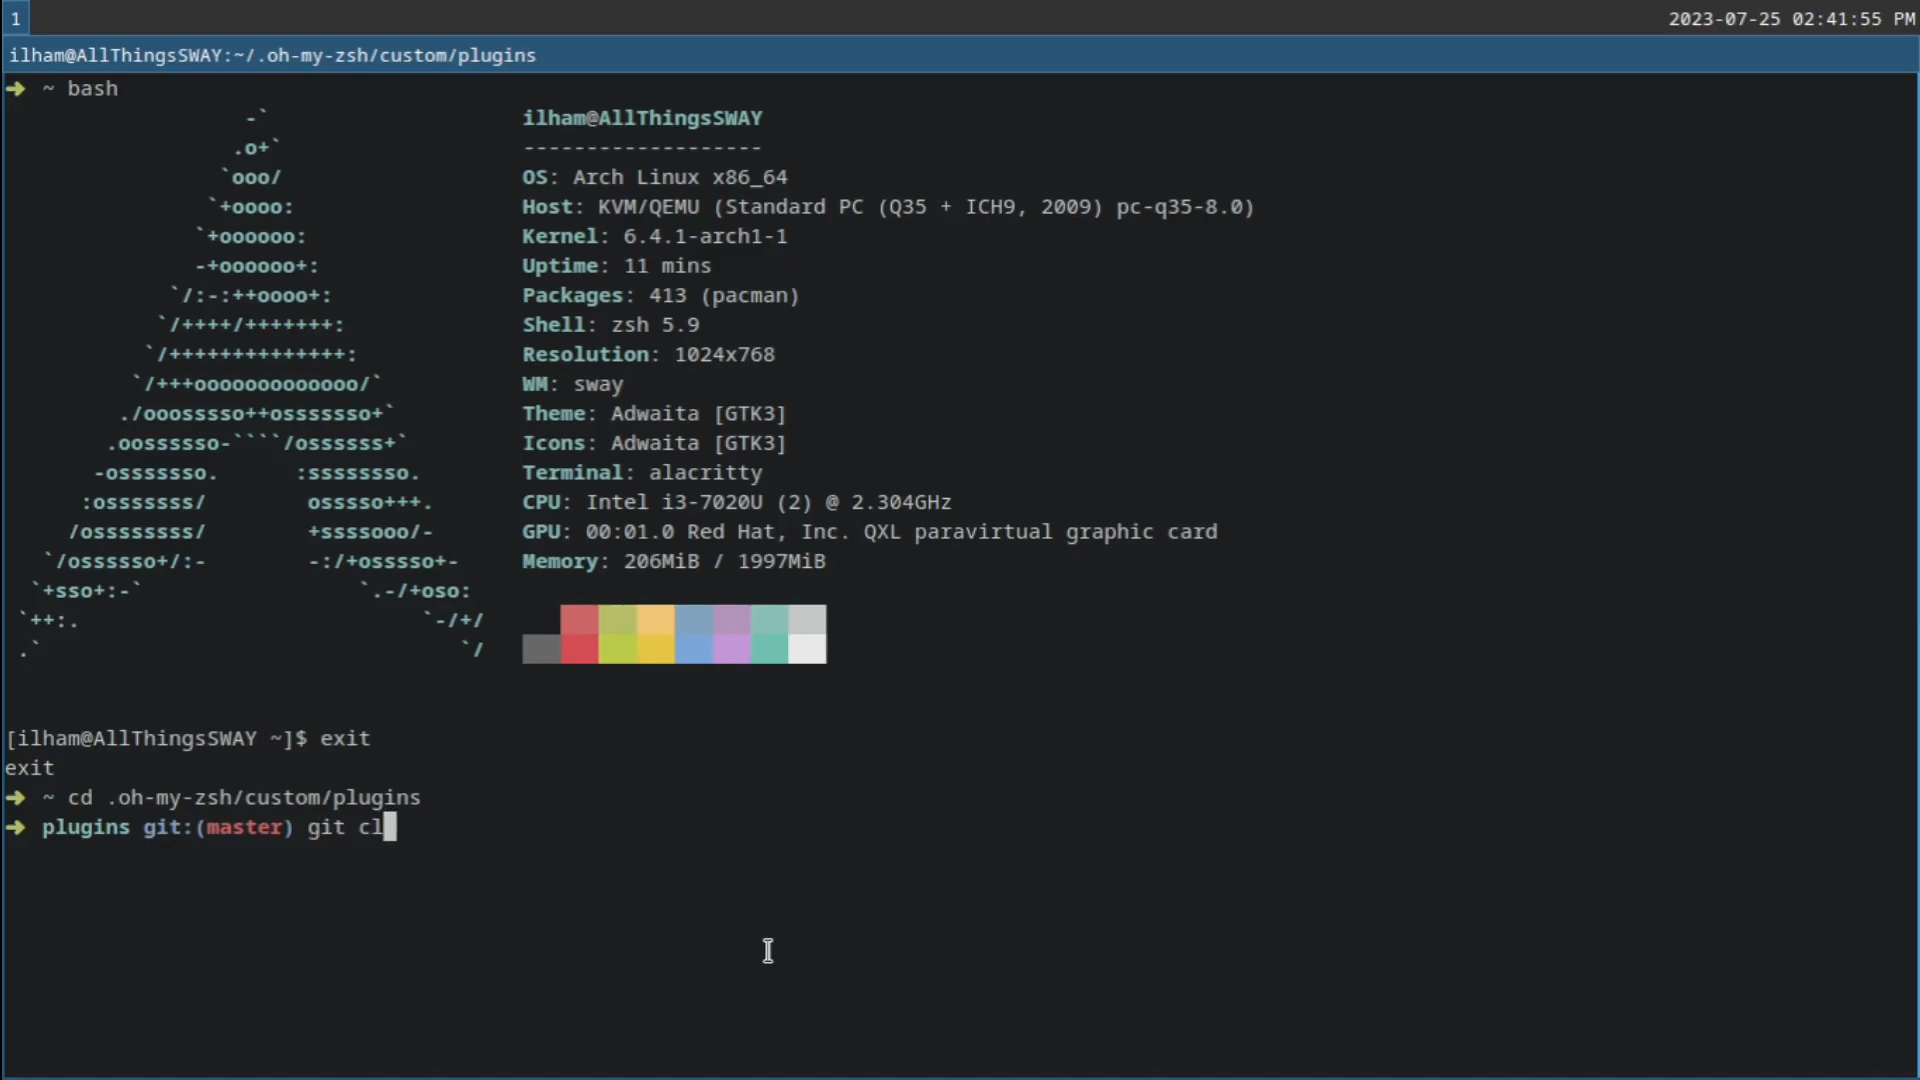 1 2023-07-25 02:41:55 PM
ilham@AllThingsSWAY:~/.oh-my-zsh/custom/plugins
➜ ~ bash
-` ilham@AllThingsSWAY
.o+` -------------------
`ooo/ OS: Arch Linux x86_64
`+oooo: Host: KVM/QEMU (Standard PC (Q35 + ICH9, 2009) pc-q35-8.0)
`+oooooo: Kernel: 6.4.1-arch1-1
-+oooooo+: Uptime: 11 mins
`/:-:++oooo+: Packages: 413 (pacman)
`/++++/+++++++: Shell: zsh 5.9
`/++++++++++++++: Resolution: 1024x768
`/+++ooooooooooooo/` WM: sway
./ooosssso++osssssso+` Theme: Adwaita [GTK3]
.oossssso-````/ossssss+` Icons: Adwaita [GTK3]
-osssssso. :ssssssso. Terminal: alacritty
:osssssss/ osssso+++. CPU: Intel i3-7020U (2) @ 2.304GHz
/ossssssss/ +ssssooo/- GPU: 00:01.0 Red Hat, Inc. QXL paravirtual graphic card
`/ossssso+/:- -:/+osssso+- Memory: 206MiB / 1997MiB
`+sso+:-` `.-/+oso:
`++:. `-/+/
.` `/
[ilham@AllThingsSWAY ~]$ exit
exit
➜ ~ cd .oh-my-zsh/custom/plugins
➜ plugins git:(master) git cl